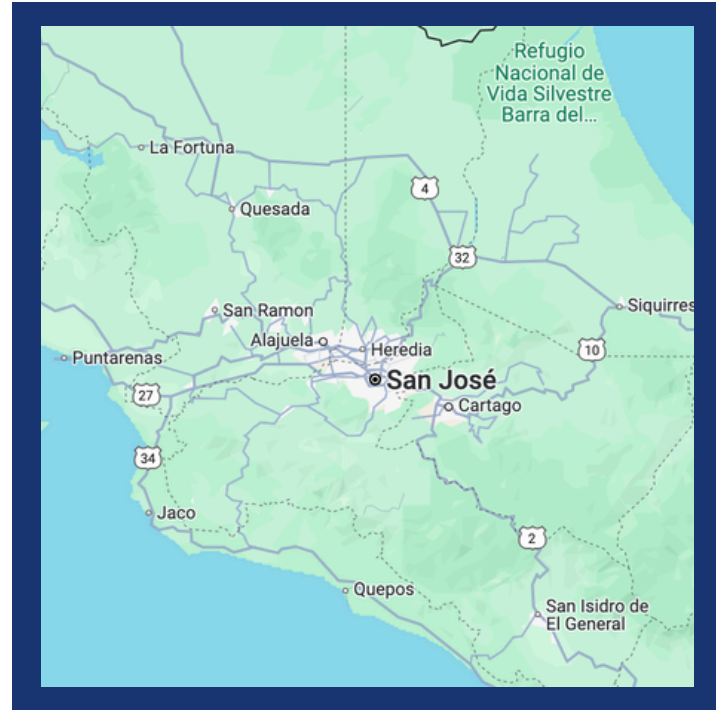 Refugio
Nacional de
Vida Silvestre
Barra del...
La Fortuna
4
Quesada
32
San Ramon
Siquirres
Alajuela
Heredia
10
Puntarenas
San José
27
Cartago
34
Jaco
2
Quepos
San Isidro de
El General